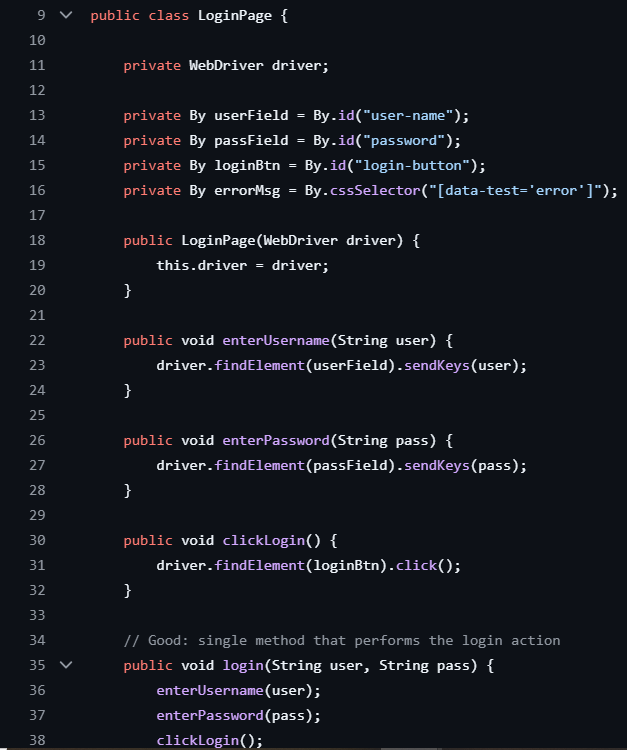 9 public class LoginPage {
10
11 private WebDriver driver;
12
13 private By userField = By.id("user-name");
14 private By passField = By.id("password");
15 private By loginBtn = By.id("login-button");
16 private By errorMsg = By.cssSelector("[data-test='error']");
17
18 public LoginPage(WebDriver driver) {
19 this.driver = driver;
20 }
21
22 public void enterUsername(String user) {
23 driver.findElement(userField).sendKeys(user);
24 }
25
26 public void enterPassword(String pass) {
27 driver.findElement(passField).sendKeys(pass);
28 }
29
30 public void clickLogin() {
31 driver.findElement(loginBtn).click();
32 }
33
34 // Good: single method that performs the login action
35 public void login(String user, String pass) {
36 enterUsername(user);
37 enterPassword(pass);
38 clickLogin();